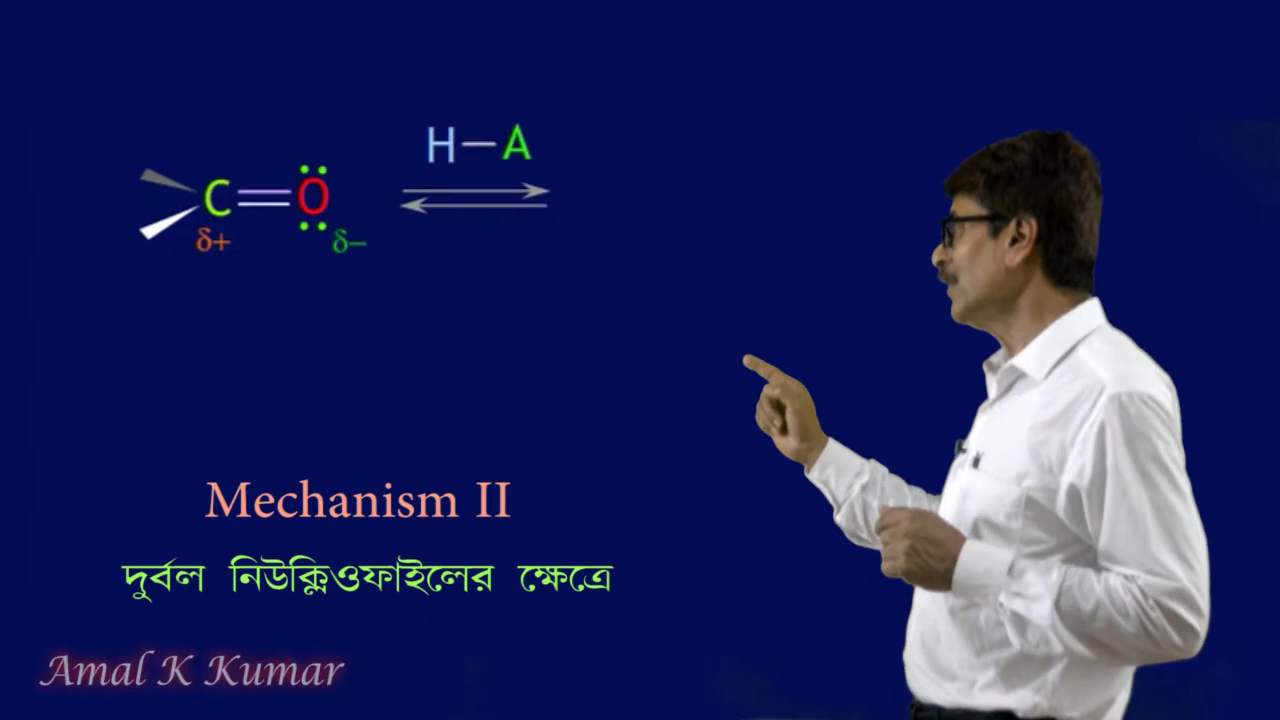 H—A
C=O
δ+ δ−
Mechanism II
দুর্বল নিউক্লিওফাইলের ক্ষেত্রে
Amal K Kumar